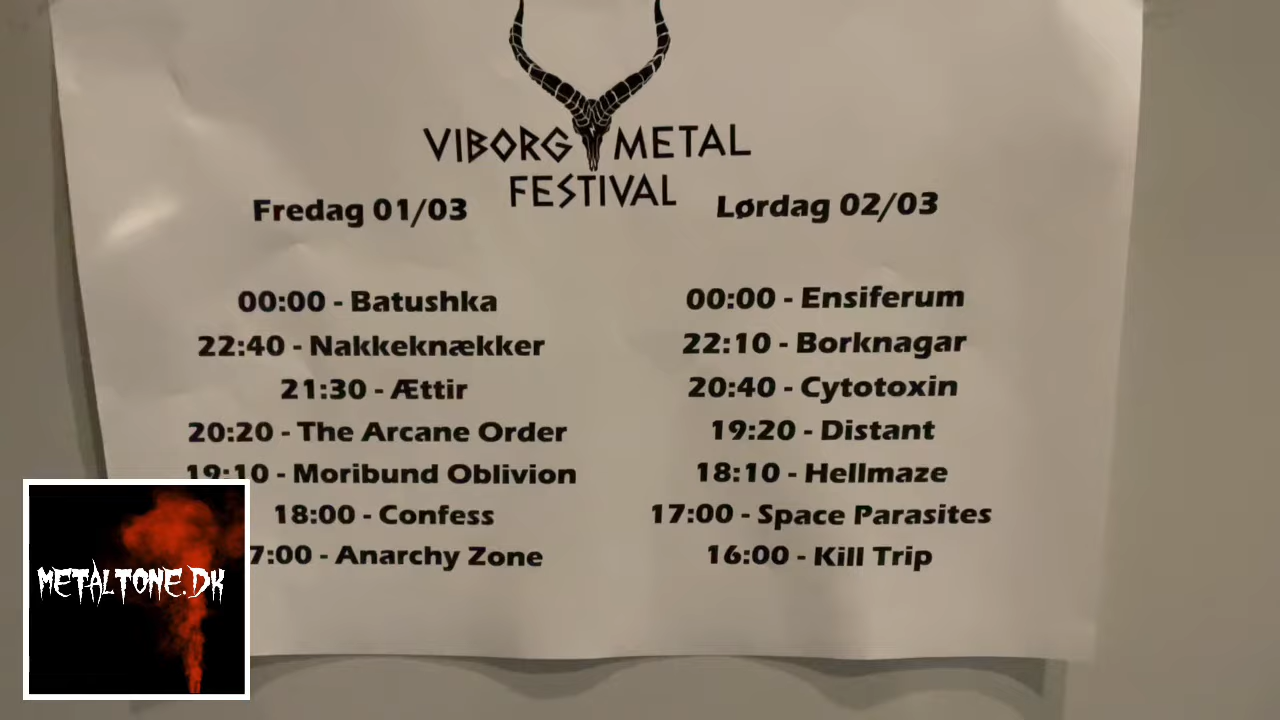 VIBORG METAL
FESTIVAL
Fredag 01/03
00:00 - Batushka
22:40 - Nakkeknækker
21:30 - Ættir
20:20 - The Arcane Order
19:10 - Moribund Oblivion
18:00 - Confess
7:00 - Anarchy Zone
Lørdag 02/03
00:00 - Ensiferum
22:10 - Borknagar
20:40 - Cytotoxin
19:20 - Distant
18:10 - Hellmaze
17:00 - Space Parasites
16:00 - Kill Trip
METALTONE.DK